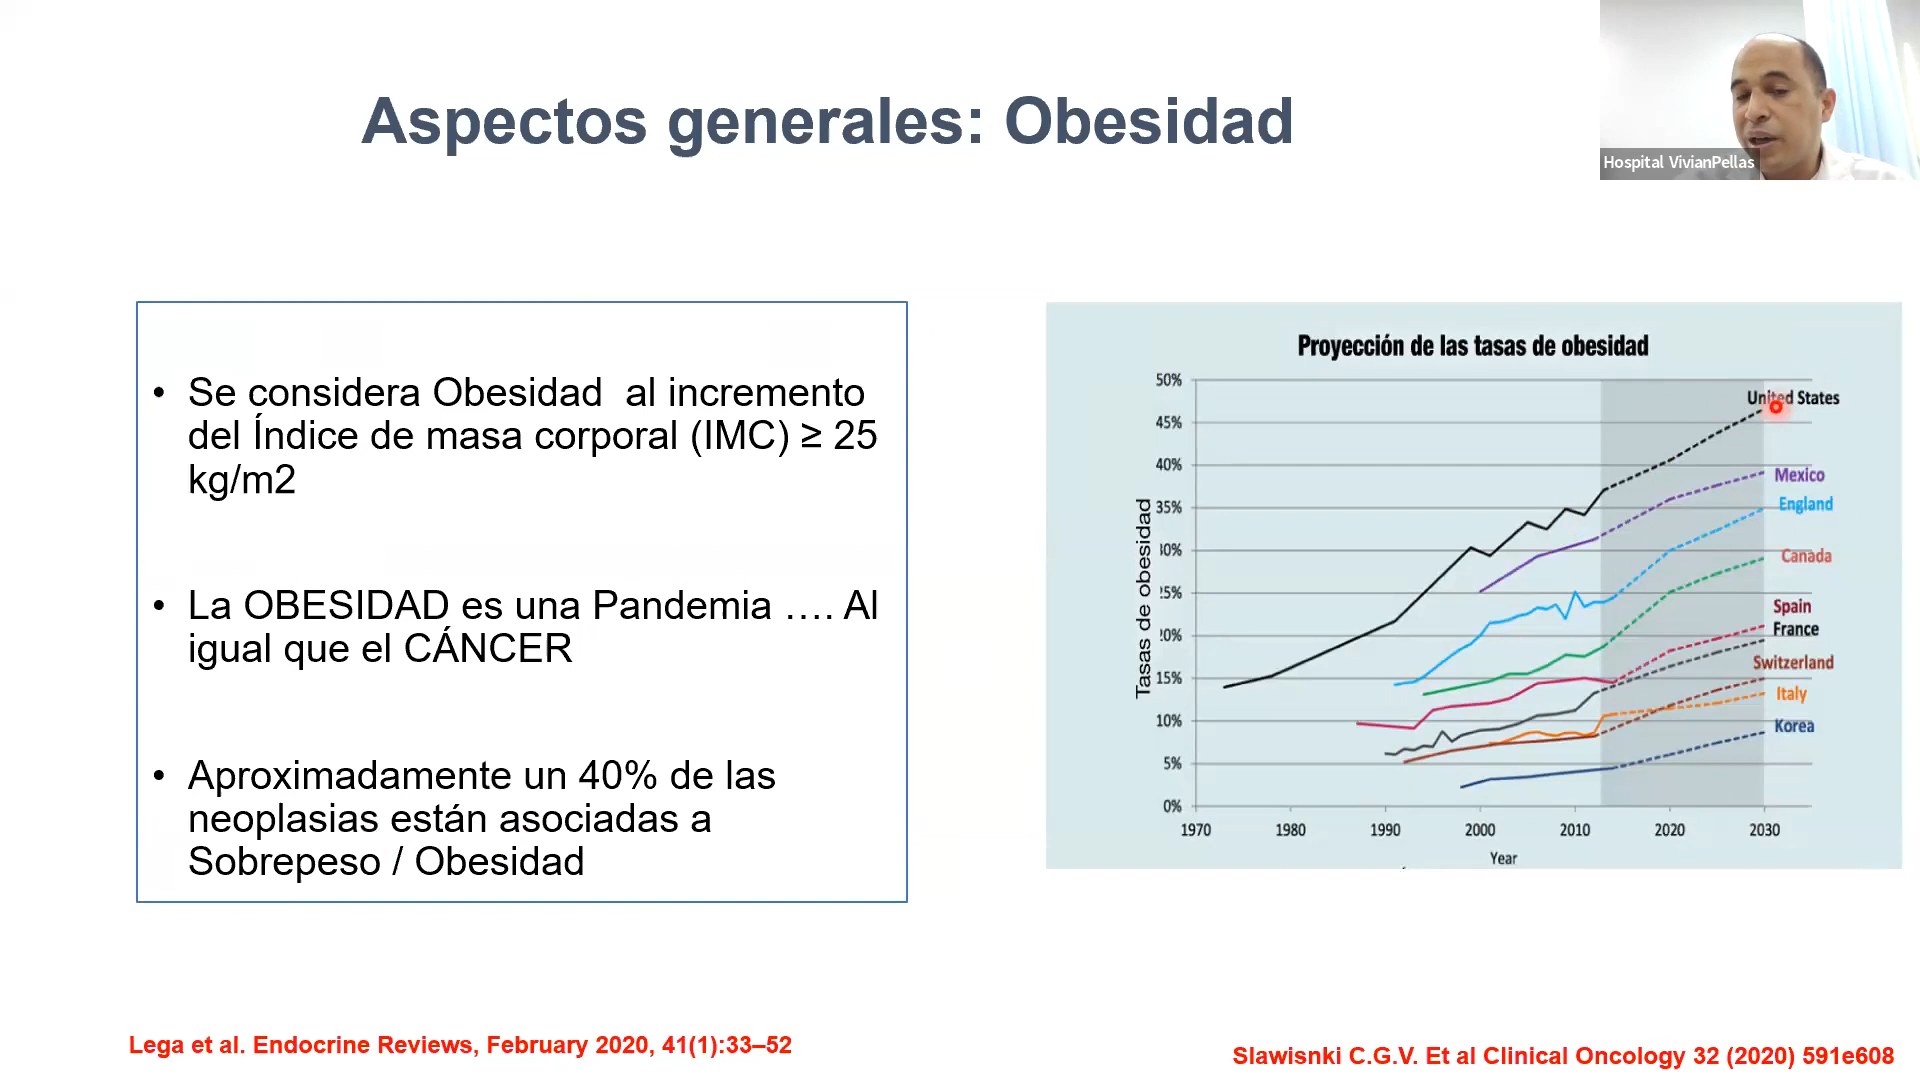 Aspectos generales: Obesidad
Hospital VivianPellas
• Se considera Obesidad al incremento
del Índice de masa corporal (IMC) ≥ 25
kg/m2
• La OBESIDAD es una Pandemia …. Al
igual que el CÁNCER
• Aproximadamente un 40% de las
neoplasias están asociadas a
Sobrepeso / Obesidad
Proyección de las tasas de obesidad
Tasas de obesidad
50%
45%
40%
35%
30%
25%
20%
15%
10%
5%
0%
United States
Mexico
England
Canada
Spain
France
Switzerland
Italy
Korea
1970 1980 1990 2000 2010 2020 2030
Year
Lega et al. Endocrine Reviews, February 2020, 41(1):33–52
Slawisnki C.G.V. Et al Clinical Oncology 32 (2020) 591e608